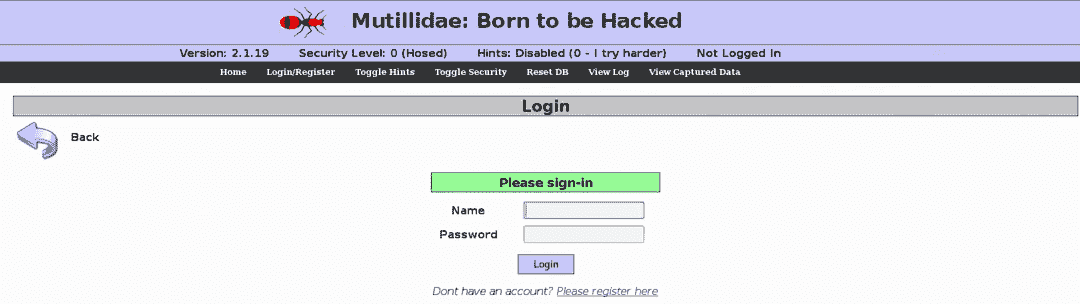 Mutillidae: Born to be Hacked
Version: 2.1.19 Security Level: 0 (Hosed) Hints: Disabled (0 - I try harder) Not Logged In
Home Login/Register Toggle Hints Toggle Security Reset DB View Log View Captured Data
Login
Back
Please sign-in
Name
Password
Login
Dont have an account? Please register here